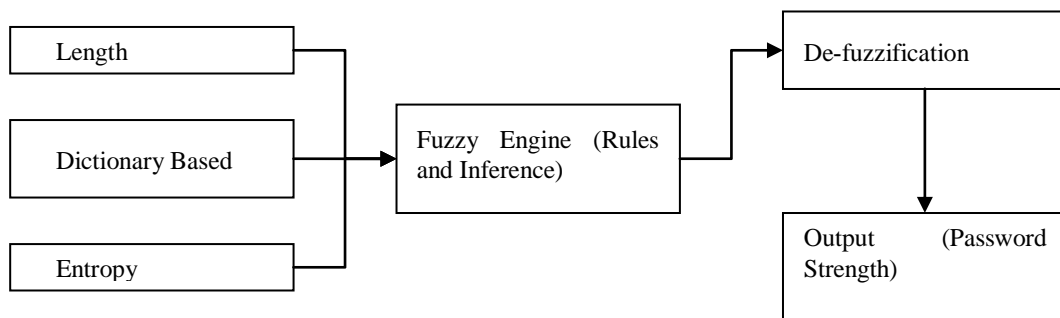 Length
Dictionary Based
Entropy
Fuzzy Engine (Rules
and Inference)
De-fuzzification
Output (Password
Strength)